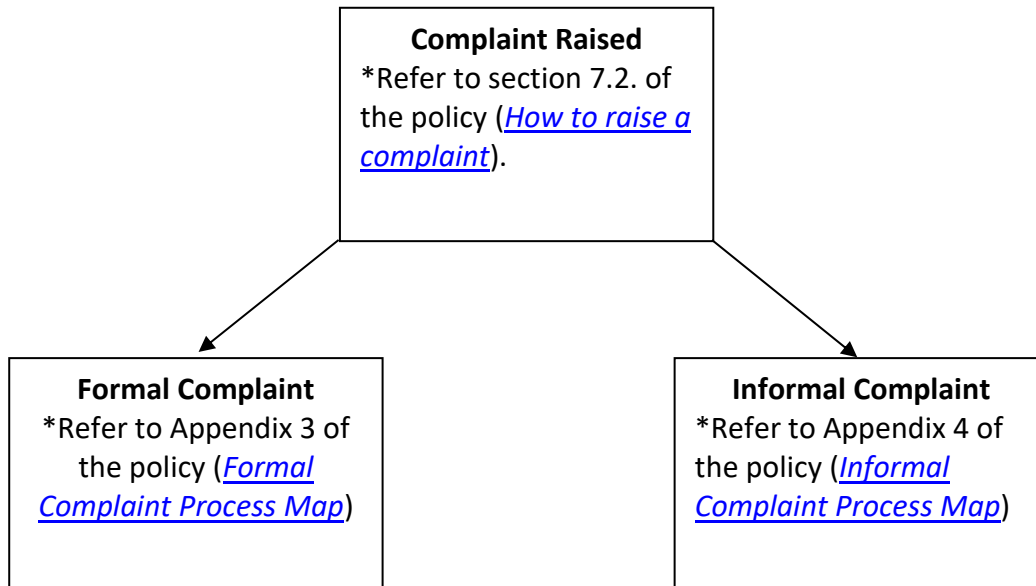 Complaint Raised
*Refer to section 7.2. of
the policy (How to raise a
complaint).
Formal Complaint
*Refer to Appendix 3 of
the policy (Formal
Complaint Process Map)
Informal Complaint
*Refer to Appendix 4 of
the policy (Informal
Complaint Process Map)